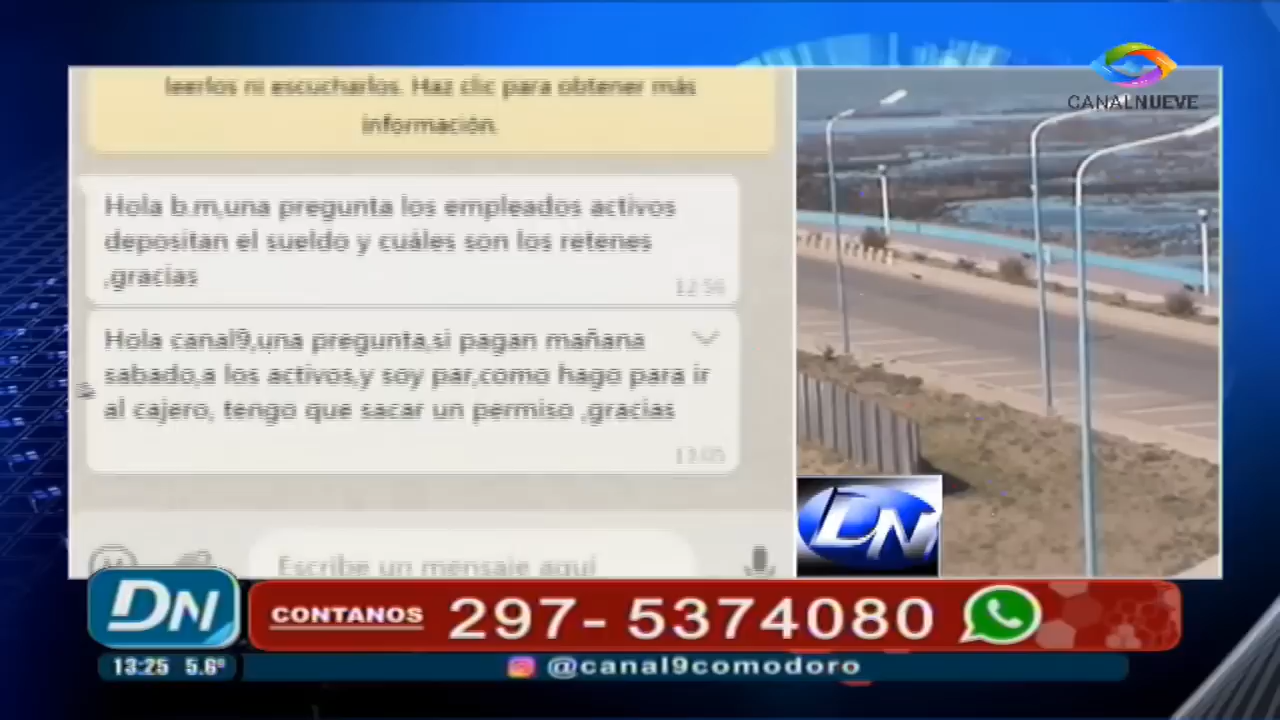 CANALNUEVE
leerlos ni escucharlos. Haz clic para obtener más
información.
Hola b.m,una pregunta los empleados activos
depositan el sueldo y cuáles son los retenes
,gracias
12:56
Hola canal9,una pregunta,si pagan mañana
sabado,a los activos,y soy par,como hago para ir
al cajero, tengo que sacar un permiso ,gracias
13:05
Escribe un mensaje aquí
DN
DN
CONTANOS 297- 5374080
13:25 5.6º
@canal9comodoro